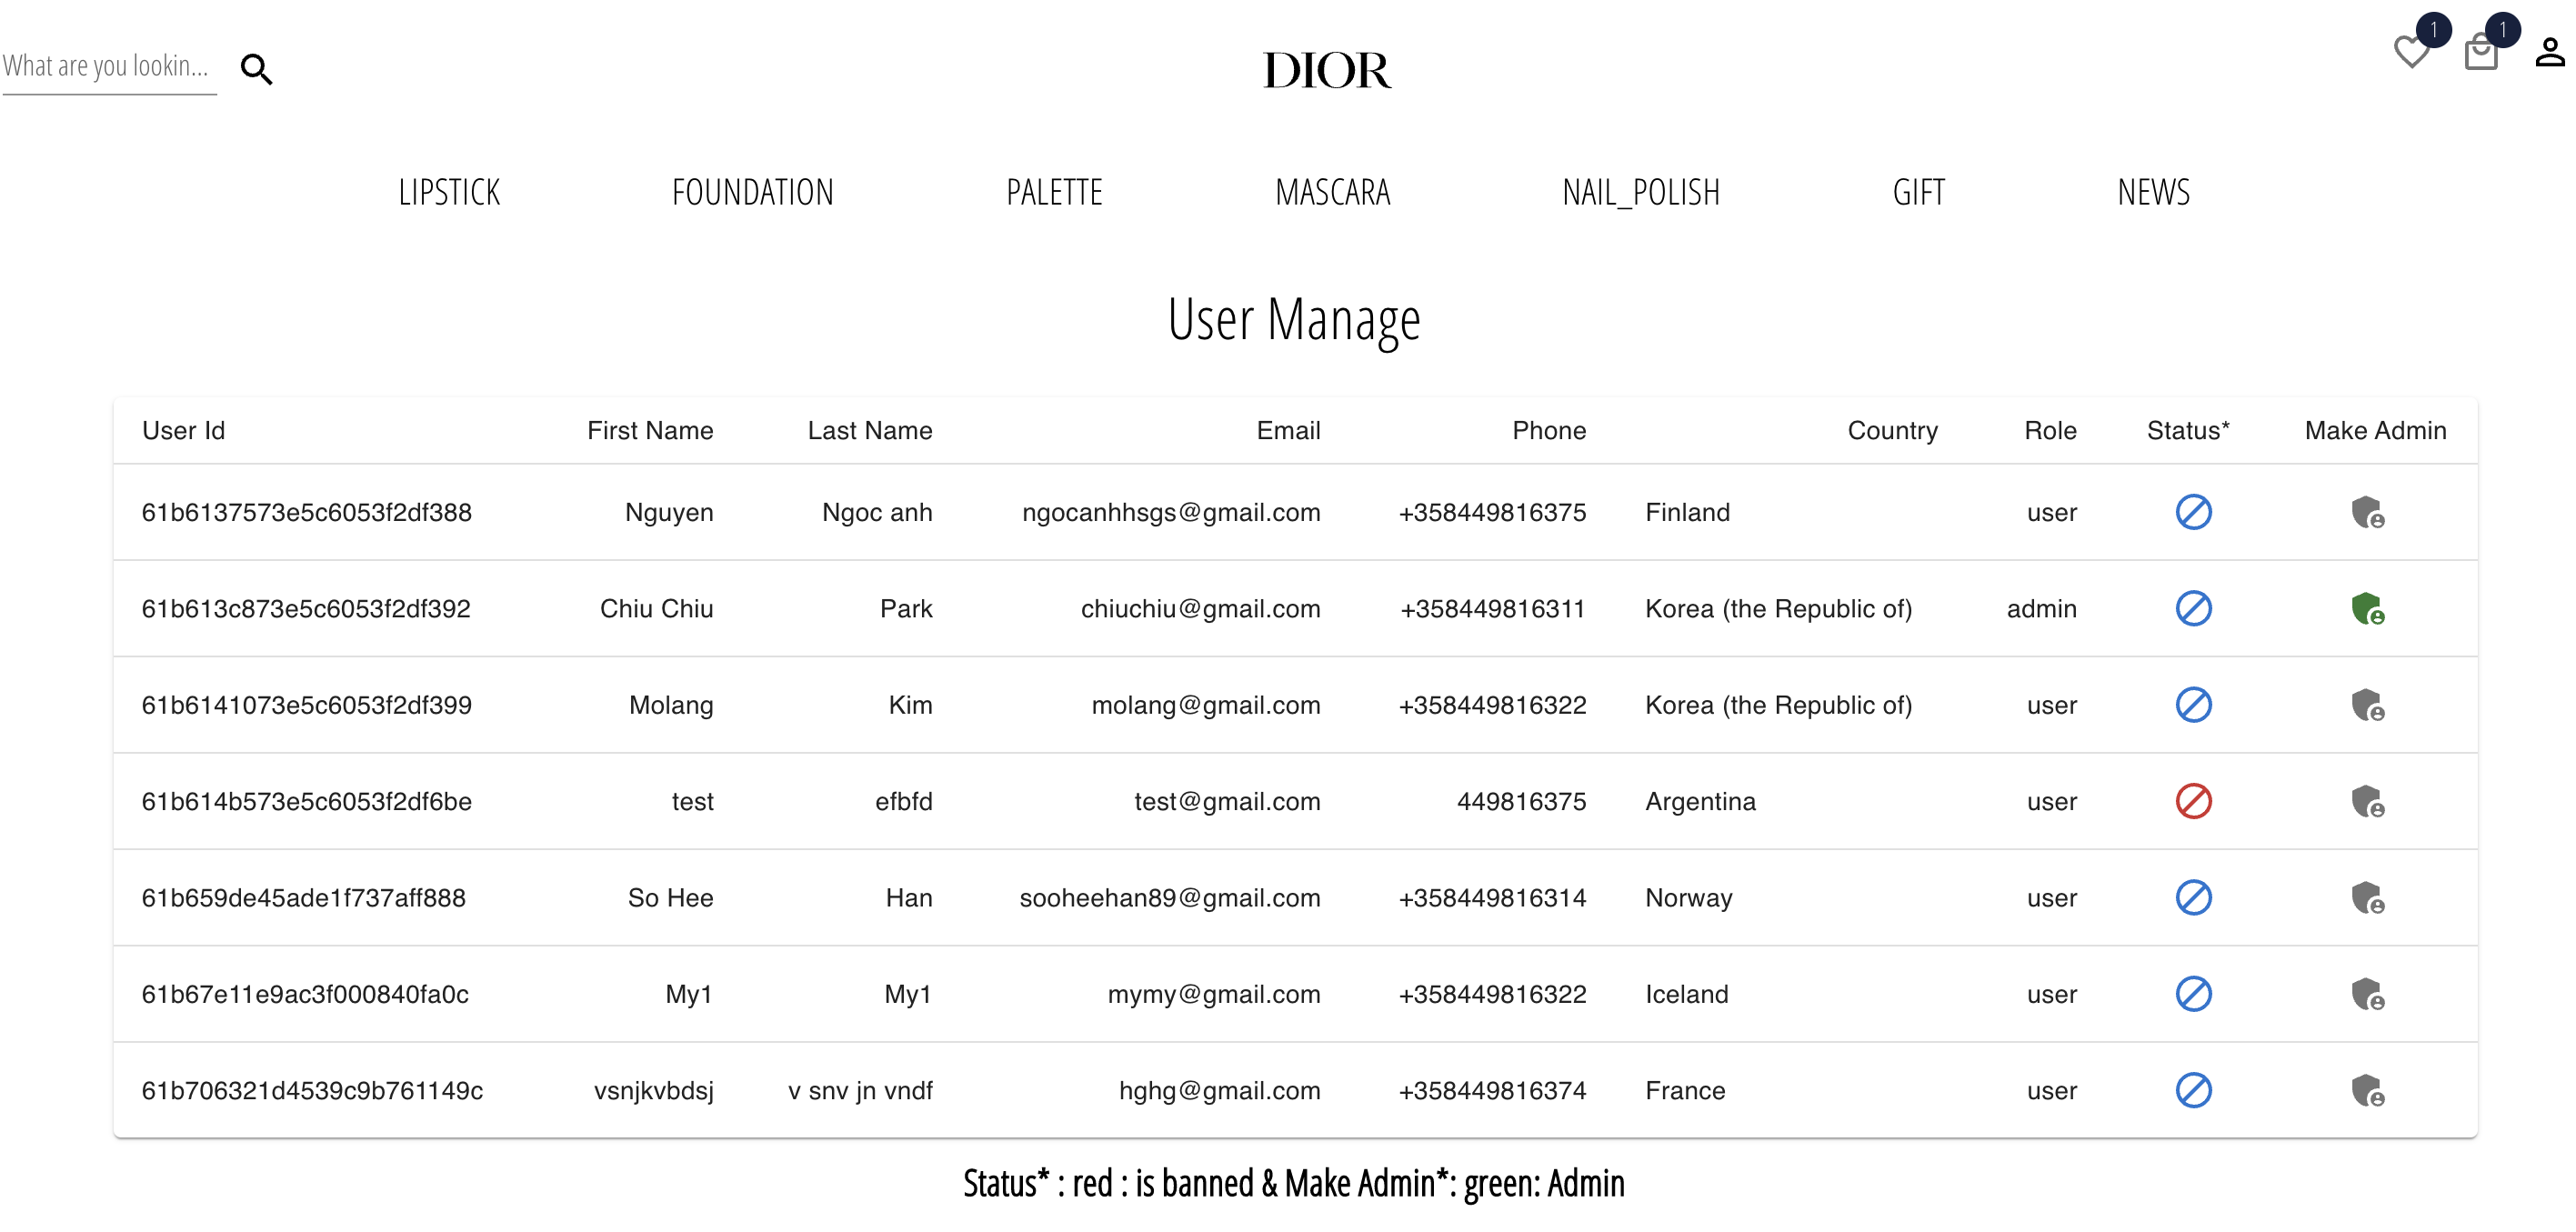 What are you lookin...
DIOR
1
1
LIPSTICK FOUNDATION PALETTE MASCARA NAIL_POLISH GIFT NEWS
User Manage
User Id First Name Last Name Email Phone Country Role Status* Make Admin
61b6137573e5c6053f2df388 Nguyen Ngoc anh ngocanhhsgs@gmail.com +358449816375 Finland user
61b613c873e5c6053f2df392 Chiu Chiu Park chiuchiu@gmail.com +358449816311 Korea (the Republic of) admin
61b6141073e5c6053f2df399 Molang Kim molang@gmail.com +358449816322 Korea (the Republic of) user
61b614b573e5c6053f2df6be test efbfd test@gmail.com 449816375 Argentina user
61b659de45ade1f737aff888 So Hee Han sooheehan89@gmail.com +358449816314 Norway user
61b67e11e9ac3f000840fa0c My1 My1 mymy@gmail.com +358449816322 Iceland user
61b706321d4539c9b761149c vsnjkvbdsj v snv jn vndf hghg@gmail.com +358449816374 France user
Status* : red : is banned & Make Admin*: green: Admin